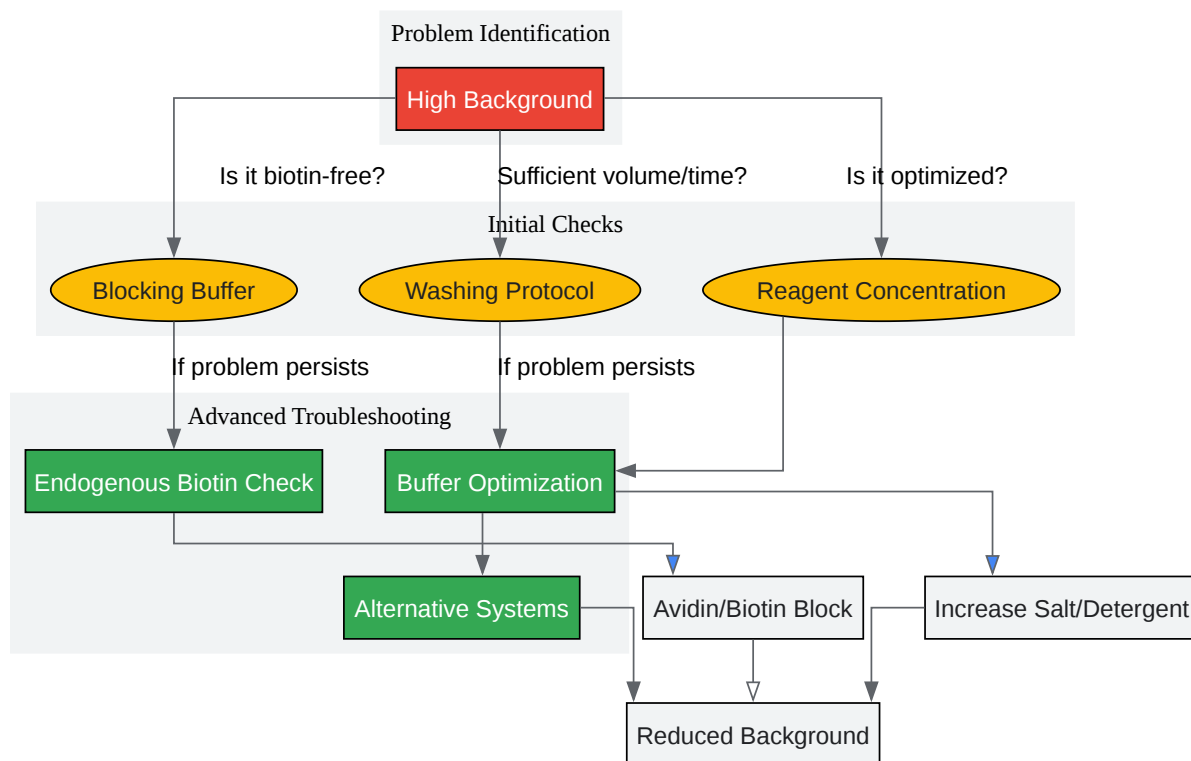 Problem Identification
High Background
Is it biotin-free?
Sufficient volume/time?
Is it optimized?
Initial Checks
Blocking Buffer
Washing Protocol
Reagent Concentration
If problem persists
If problem persists
Advanced Troubleshooting
Endogenous Biotin Check
Buffer Optimization
Alternative Systems
Avidin/Biotin Block
Increase Salt/Detergent
Reduced Background